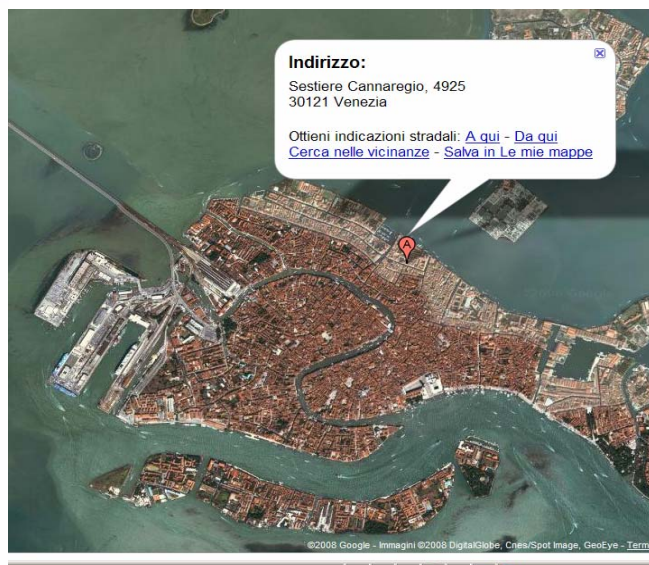 Indirizzo:
Sestiere Cannaregio, 4925
30121 Venezia
Ottieni indicazioni stradali: A qui - Da qui
Cerca nelle vicinanze - Salva in Le mie mappe
A
©2008 Google - Immagini ©2008 DigitalGlobe, Cnes/Spot Image, GeoEye - Term